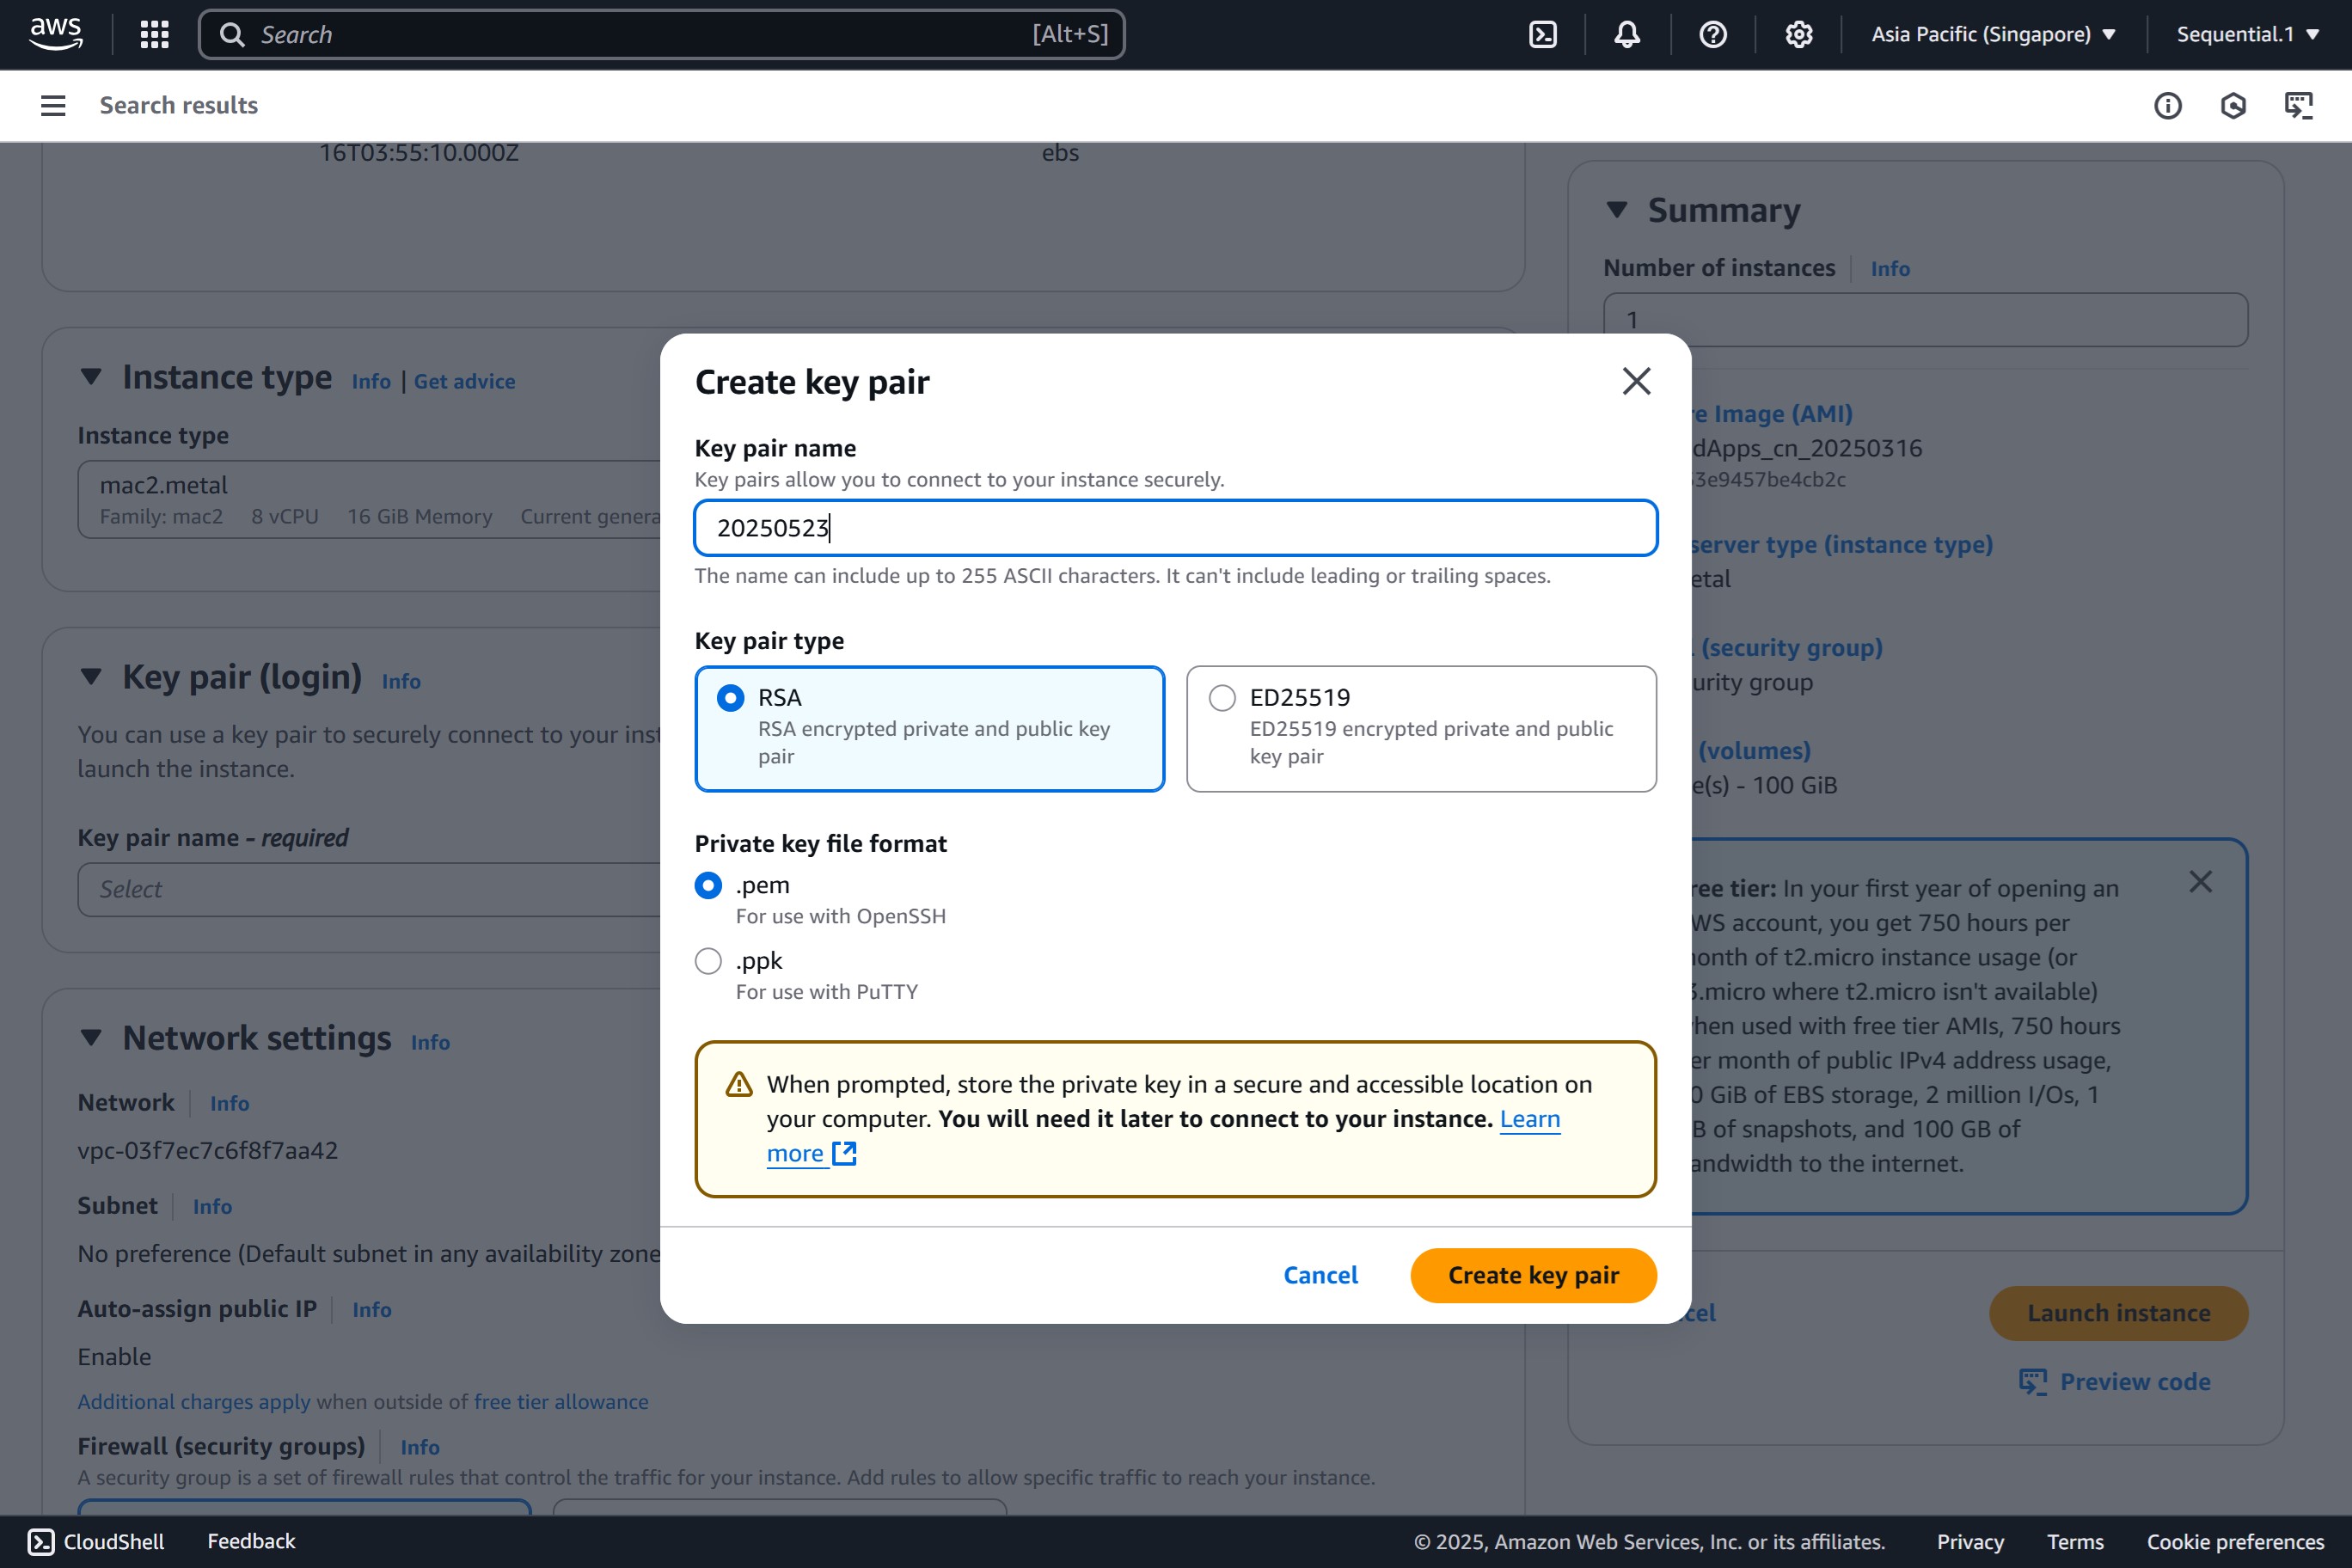 aws
Search [Alt+S]
Asia Pacific (Singapore)
Sequential.1
Search results
16T03:55:10.000Z
ebs
Instance type Info | Get advice
Instance type
mac2.metal
Family: mac2 8 vCPU 16 GiB Memory Current genera
Key pair (login) Info
You can use a key pair to securely connect to your inst
launch the instance.
Key pair name - required
Select
Network settings Info
Network Info
vpc-03f7ec7c6f8f7aa42
Subnet Info
No preference (Default subnet in any availability zone
Auto-assign public IP Info
Enable
Additional charges apply when outside of free tier allowance
Firewall (security groups) Info
A security group is a set of firewall rules that control the traffic for your instance. Add rules to allow specific traffic to reach your instance.
Create key pair
Key pair name
Key pairs allow you to connect to your instance securely.
20250523
The name can include up to 255 ASCII characters. It can't include leading or trailing spaces.
Key pair type
RSA
RSA encrypted private and public key
pair
ED25519
ED25519 encrypted private and public
key pair
Private key file format
.pem
For use with OpenSSH
.ppk
For use with PuTTY
When prompted, store the private key in a secure and accessible location on
your computer. You will need it later to connect to your instance. Learn
more
Cancel
Create key pair
Summary
Number of instances Info
1
re Image (AMI)
dApps_cn_20250316
3e9457be4cb2c
server type (instance type)
etal
(security group)
urity group
(volumes)
e(s) - 100 GiB
ree tier: In your first year of opening an
WS account, you get 750 hours per
onth of t2.micro instance usage (or
3.micro where t2.micro isn't available)
hen used with free tier AMIs, 750 hours
er month of public IPv4 address usage,
0 GiB of EBS storage, 2 million I/Os, 1
B of snapshots, and 100 GB of
andwidth to the internet.
cel
Launch instance
Preview code
CloudShell
Feedback
© 2025, Amazon Web Services, Inc. or its affiliates.
Privacy
Terms
Cookie preferences